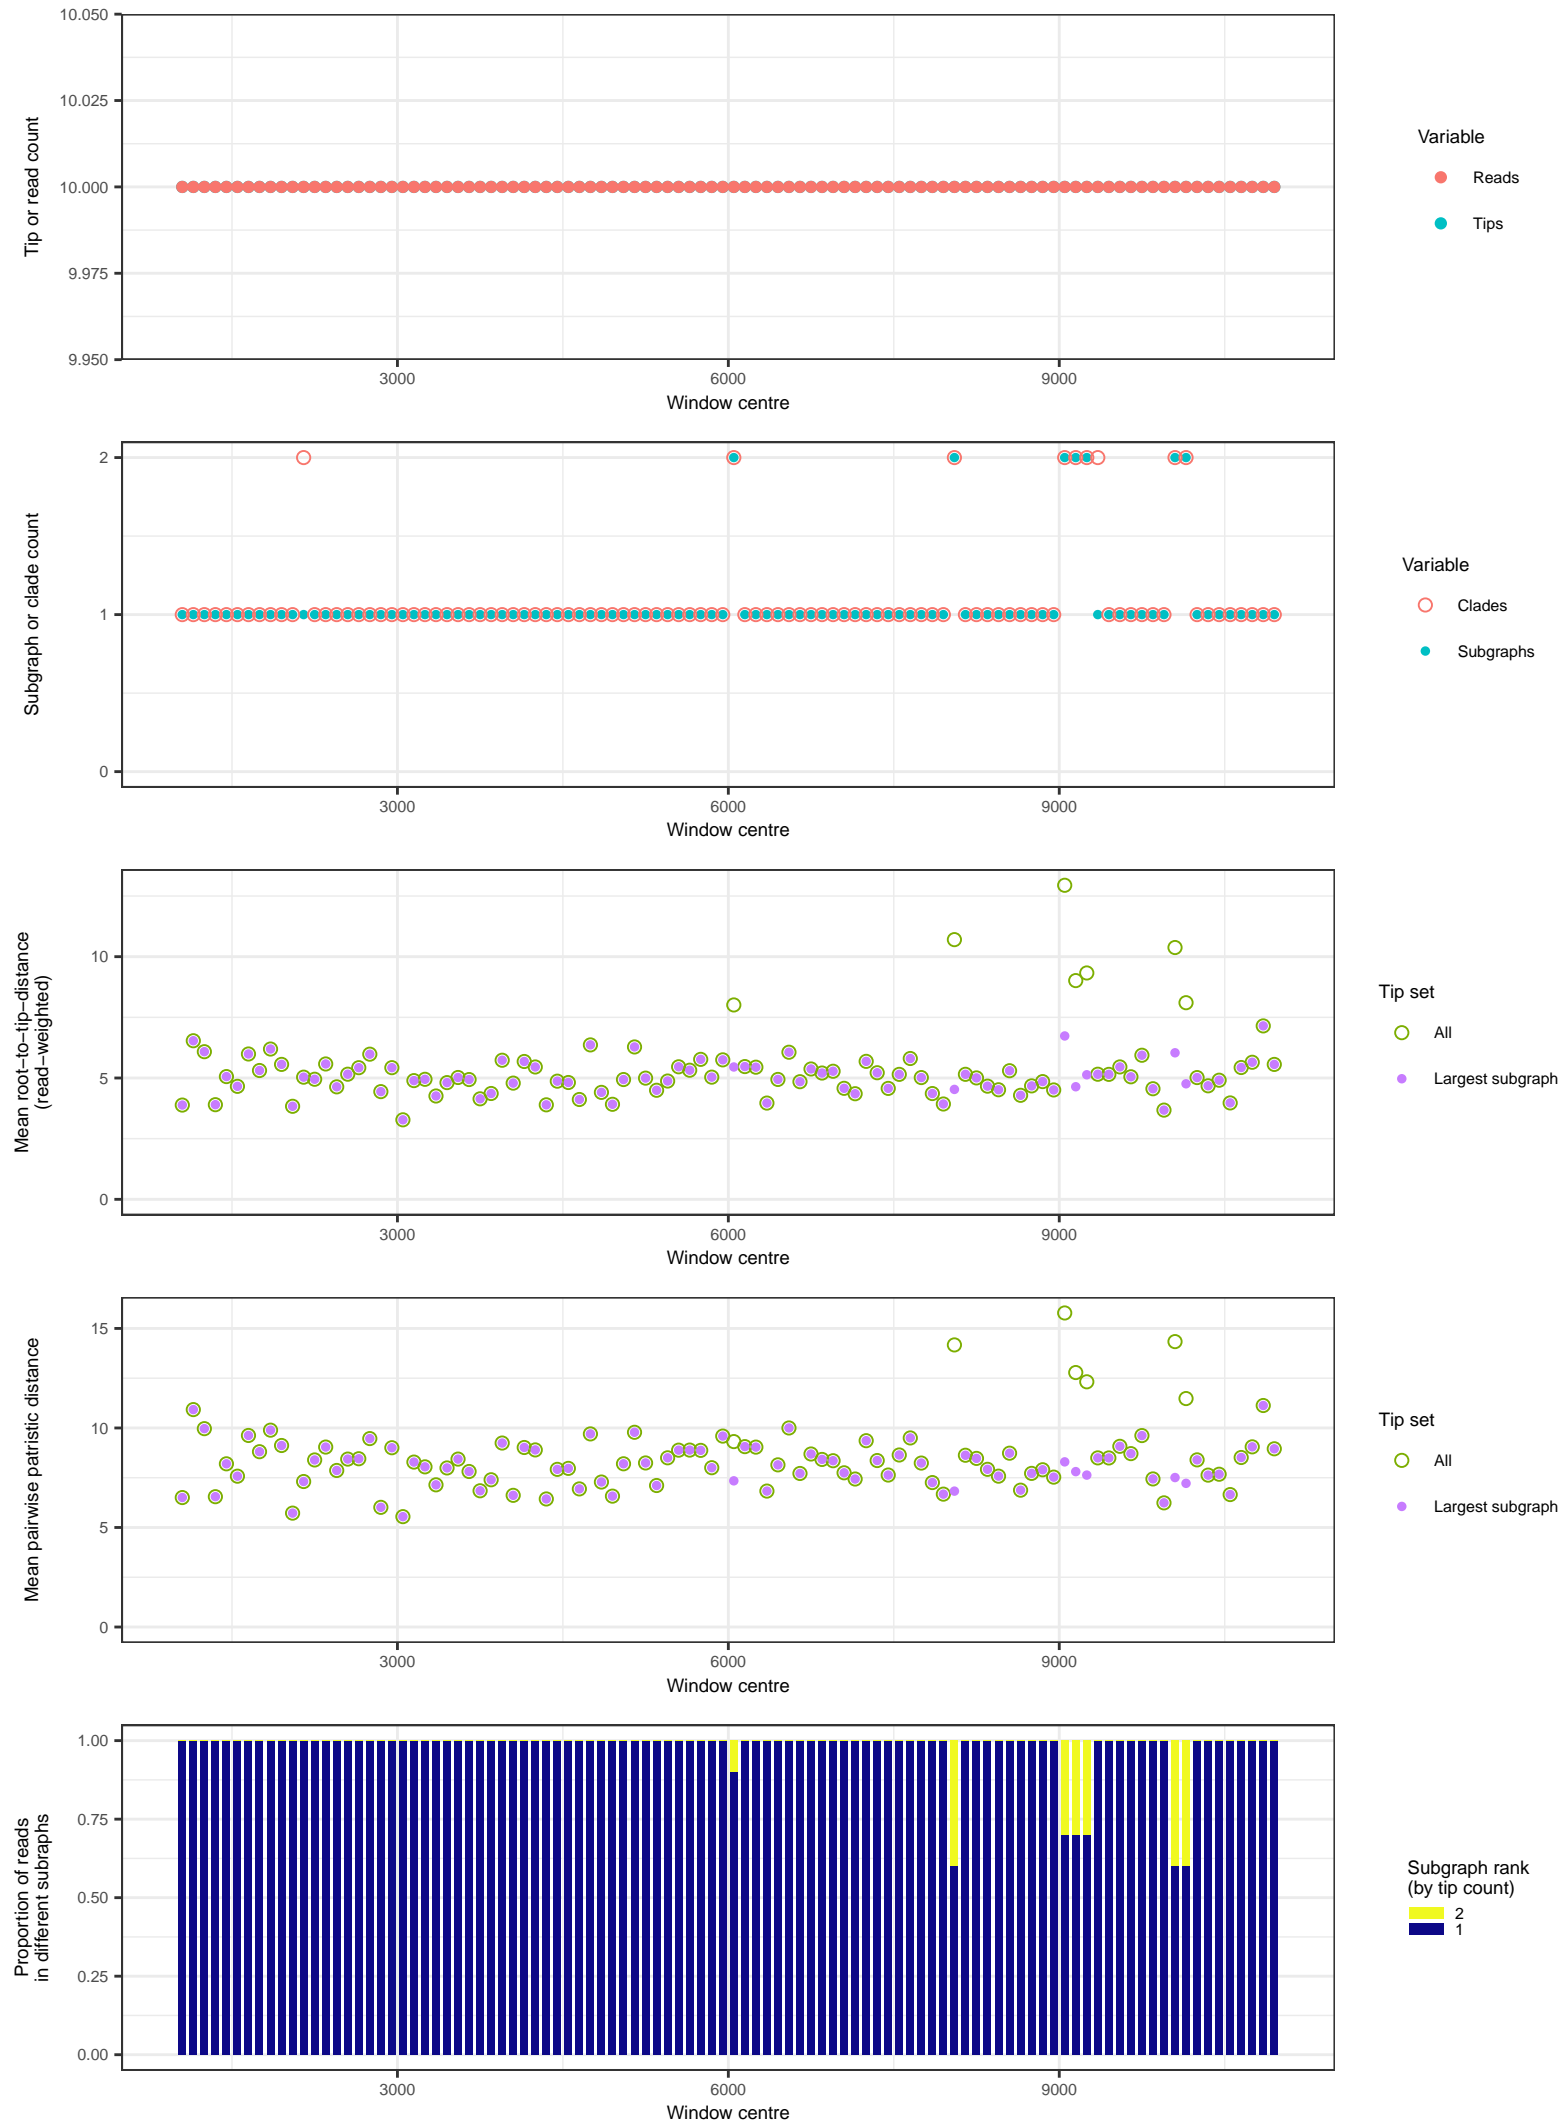 10.050
10.025
10.000
9.975
9.950
Tip or read count
3000
6000
9000
Window centre
Variable
Reads
Tips
2
1
0
Subgraph or clade count
3000
6000
9000
Window centre
Variable
Clades
Subgraphs
10
5
0
Mean root−to−tip−distance
(read−weighted)
3000
6000
9000
Window centre
Tip set
All
Largest subgraph
15
10
5
0
Mean pairwise patristic distance
3000
6000
9000
Window centre
Tip set
All
Largest subgraph
1.00
0.75
0.50
0.25
0.00
Proportion of reads
in different subraphs
3000
6000
9000
Window centre
Subgraph rank
(by tip count)
2
1